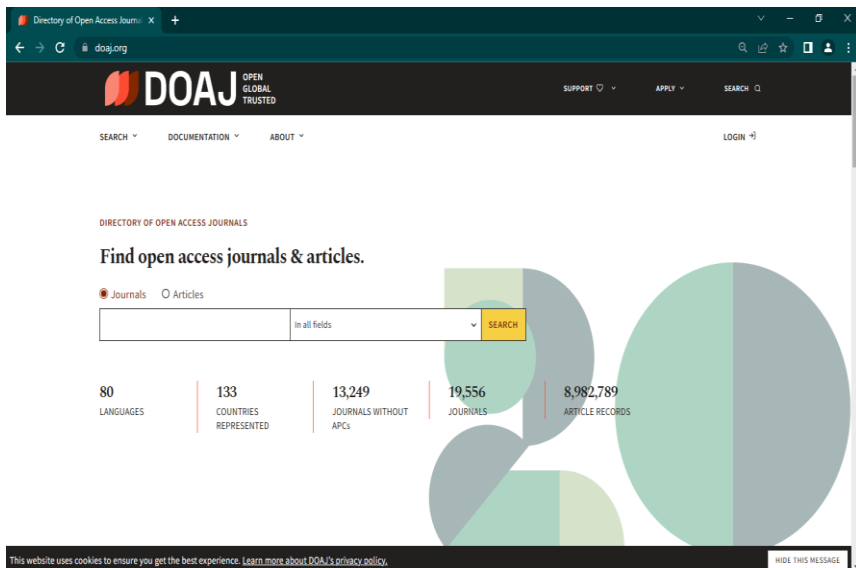 Directory of Open Access Journa
doaj.org
DOAJ OPEN GLOBAL TRUSTED
SUPPORT APPLY SEARCH
SEARCH DOCUMENTATION ABOUT LOGIN
DIRECTORY OF OPEN ACCESS JOURNALS
Find open access journals & articles.
Journals Articles
In all fields SEARCH
80 133 13,249 19,556 8,982,789
LANGUAGES COUNTRIES JOURNALS WITHOUT JOURNALS ARTICLE RECORDS
REPRESENTED APCs
This website uses cookies to ensure you get the best experience. Learn more about DOAJ's privacy policy. HIDE THIS MESSAGE